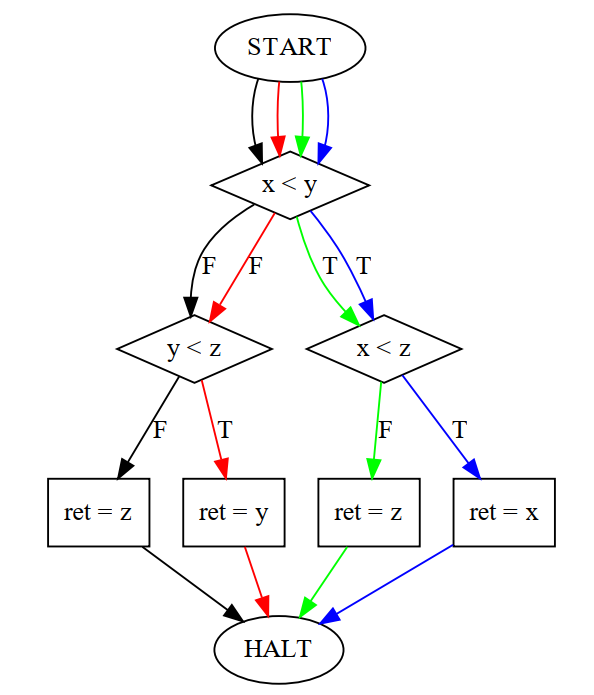 START
x < y
F F T T
y < z x < z
F T F T
ret = z ret = y ret = z ret = x
HALT